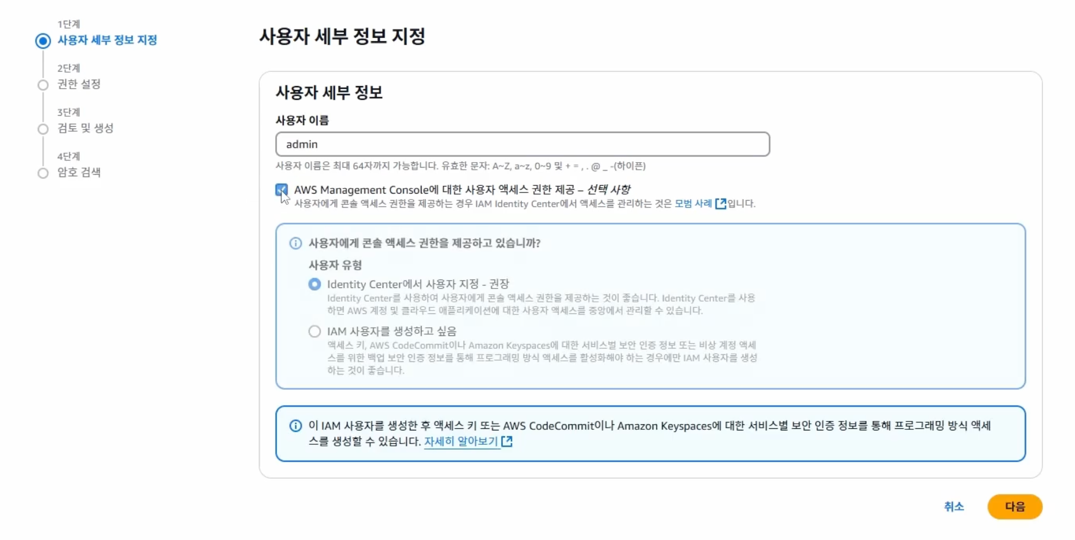 1단계
사용자 세부 정보 지정
2단계
권한 설정
3단계
검토 및 생성
4단계
암호 검색
사용자 세부 정보 지정
사용자 세부 정보
사용자 이름
admin
사용자 이름은 최대 64자까지 가능합니다. 유효한 문자: A~Z, a~z, 0~9 및 + = , . @ _ -(하이픈)
AWS Management Console에 대한 사용자 액세스 권한 제공 – 선택 사항
사용자에게 콘솔 액세스 권한을 제공하는 경우 IAM Identity Center에서 액세스를 관리하는 것은 모범 사례 입니다.
사용자에게 콘솔 액세스 권한을 제공하고 있습니까?
사용자 유형
Identity Center에서 사용자 지정 - 권장
Identity Center를 사용하여 사용자에게 콘솔 액세스 권한을 제공하는 것이 좋습니다. Identity Center를 사용
하면 AWS 계정 및 클라우드 애플리케이션에 대한 사용자 액세스를 중앙에서 관리할 수 있습니다.
IAM 사용자를 생성하고 싶음
액세스 키, AWS CodeCommit이나 Amazon Keyspaces에 대한 서비스별 보안 인증 정보 또는 비상 계정 액세
스를 위한 백업 보안 인증 정보를 통해 프로그래밍 방식 액세스를 활성화해야 하는 경우에만 IAM 사용자를 생성
하는 것이 좋습니다.
이 IAM 사용자를 생성한 후 액세스 키 또는 AWS CodeCommit이나 Amazon Keyspaces에 대한 서비스별 보안 인증 정보를 통해 프로그래밍 방식 액세
스를 생성할 수 있습니다. 자세히 알아보기
취소
다음